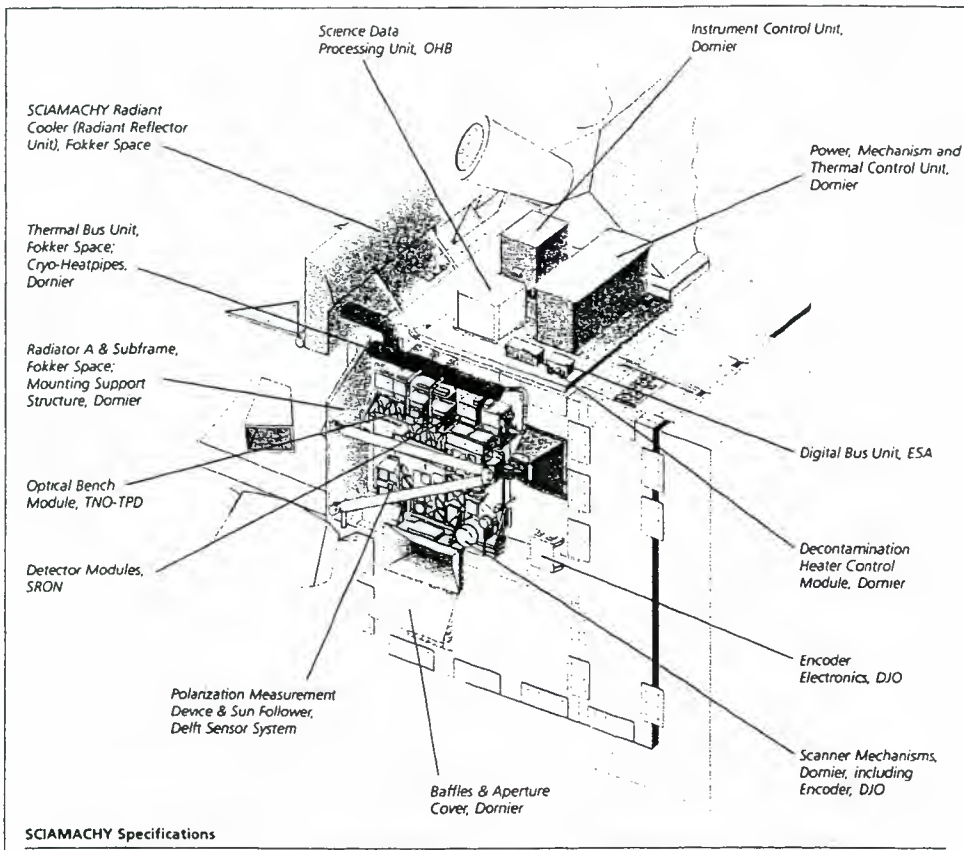 Science Data
Processing Unit, OHB
Instrument Control Unit,
Dornier
SCIAMACHY Radiant
Cooler (Radiant Reflector
Unit), Fokker Space
Power, Mechanism and
Thermal Control Unit,
Dornier
Thermal Bus Unit,
Fokker Space;
Cryo-Heatpipes,
Dornier
Radiator A & Subframe,
Fokker Space;
Mounting Support
Structure, Dornier
Digital Bus Unit, ESA
Optical Bench
Module, TNO-TPD
Decontamination
Heater Control
Module, Dornier
Detector Modules,
SRON
Encoder
Electronics, DJO
Polarization Measurement
Device & Sun Follower,
Delft Sensor System
Scanner Mechanisms,
Dornier, including
Encoder, DJO
Baffles & Aperture
Cover, Dornier
SCIAMACHY Specifications